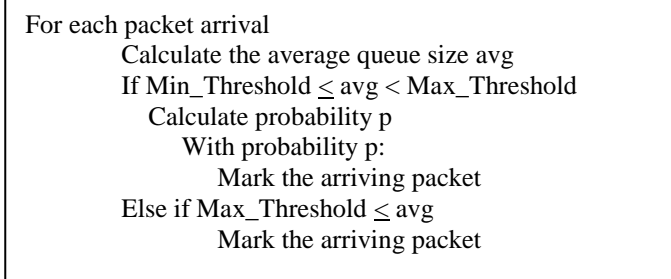 For each packet arrival
Calculate the average queue size avg
If Min_Threshold ≤ avg < Max_Threshold
Calculate probability p
With probability p:
Mark the arriving packet
Else if Max_Threshold ≤ avg
Mark the arriving packet